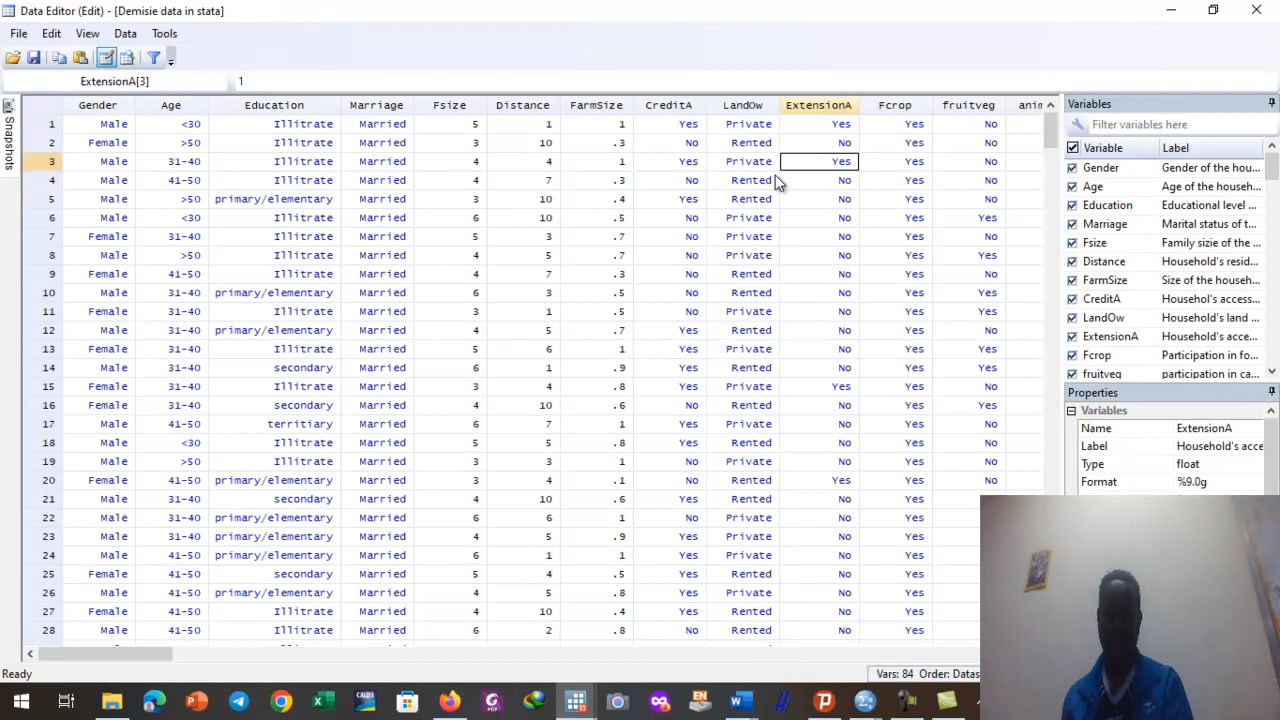 Data Editor (Edit) - [Demisie data in stata]
File Edit View Data Tools
ExtensionA[3] 1
Snapshots
Gender Age Education Marriage Fsize Distance FarmSize CreditA LandOw ExtensionA Fcrop fruitveg anim
1 Male <30 Illitrate Married 5 1 1 Yes Private Yes Yes No
2 Female >50 Illitrate Married 3 10 .3 No Rented No Yes No
3 Male 31-40 Illitrate Married 4 4 1 Yes Private Yes Yes No
4 Male 41-50 Illitrate Married 4 7 .3 No Rented No Yes No
5 Male >50 primary/elementary Married 3 10 .4 Yes Rented No Yes No
6 Male <30 Illitrate Married 6 10 .5 No Private No Yes Yes
7 Female 31-40 Illitrate Married 5 3 .7 No Private No Yes No
8 Male >50 Illitrate Married 4 5 .7 No Private No Yes No
9 Female 41-50 Illitrate Married 4 7 .3 No Rented No Yes No
10 Male 31-40 primary/elementary Married 6 3 .5 No Rented No Yes Yes
11 Female 31-40 Illitrate Married 3 1 .5 No Private No Yes Yes
12 Male 31-40 primary/elementary Married 4 5 .7 Yes Rented No Yes No
13 Female 31-40 Illitrate Married 5 6 1 Yes Private No Yes Yes
14 Male 31-40 secondary Married 6 1 .9 Yes Rented No Yes No
15 Male 31-40 Illitrate Married 3 4 .8 Yes Private Yes Yes No
16 Female 31-40 secondary Married 4 10 .6 No Rented No Yes Yes
17 Male 41-50 territiary Married 6 7 1 Yes Rented No Yes No
18 Male <30 Illitrate Married 5 5 .8 Yes Rented No Yes No
19 Male >50 Illitrate Married 3 3 1 No Private No Yes No
20 Female 41-50 primary/elementary Married 3 4 .1 No Rented Yes Yes No
21 Male 31-40 secondary Married 4 10 .6 Yes Rented No Yes
22 Female 31-40 primary/elementary Married 6 6 1 No Private No Yes
23 Male 31-40 primary/elementary Married 4 5 .9 Yes Private No Yes
24 Male 41-50 primary/elementary Married 6 1 1 Yes Private No Yes
25 Female 41-50 secondary Married 5 4 .5 Yes Rented No Yes
26 Male 41-50 primary/elementary Married 4 5 .8 Yes Private No Yes
27 Female 41-50 Illitrate Married 4 10 .4 Yes Rented No Yes
28 Male 41-50 Illitrate Married 6 2 .8 No Rented No Yes
Variables
Filter variables here
Variable Label
Gender Gender of the hou...
Age Age of the househ...
Education Educational level ...
Marriage Marital status of t...
Fsize Family sizie of the ...
Distance Household's resid...
FarmSize Size of the househ...
CreditA Househol's access...
LandOw Household's land ...
ExtensionA Household's acce...
Fcrop Participation in fo...
fruitveg participation in ca...
Properties
Variables
Name ExtensionA
Label Household's acce
Type float
Format %9.0g
Ready Vars: 84 Order: Datas